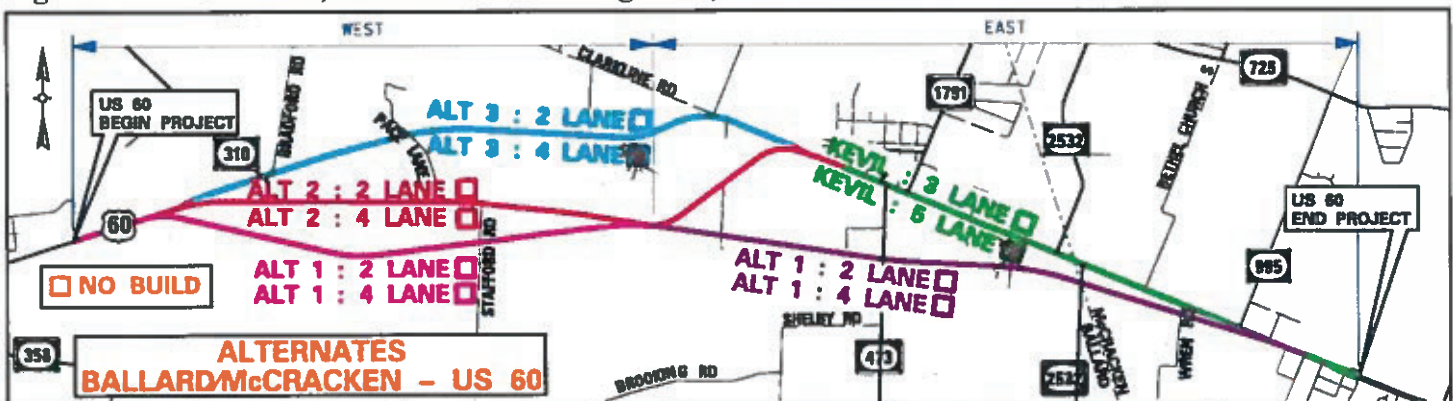 WEST
EAST
US 60
BEGIN PROJECT
310
BRADFORD RD
PACE LANE
CLARKLINE RD
ALT 3 : 2 LANE
ALT 3 : 4 LANE
1791
2532
BETHEL CHURCH
725
KEVIL : 3 LANE
KEVIL : 5 LANE
US 60
END PROJECT
60
ALT 2 : 2 LANE
ALT 2 : 4 LANE
STAFFORD RD
NO BUILD
ALT 1 : 2 LANE
ALT 1 : 4 LANE
ALT 1 : 2 LANE
ALT 1 : 4 LANE
995
SHELBY RD
473
McCRACKEN
BALLARD
WREN RD
2532
358
ALTERNATES
BALLARD/McCRACKEN - US 60
BROOKING RD